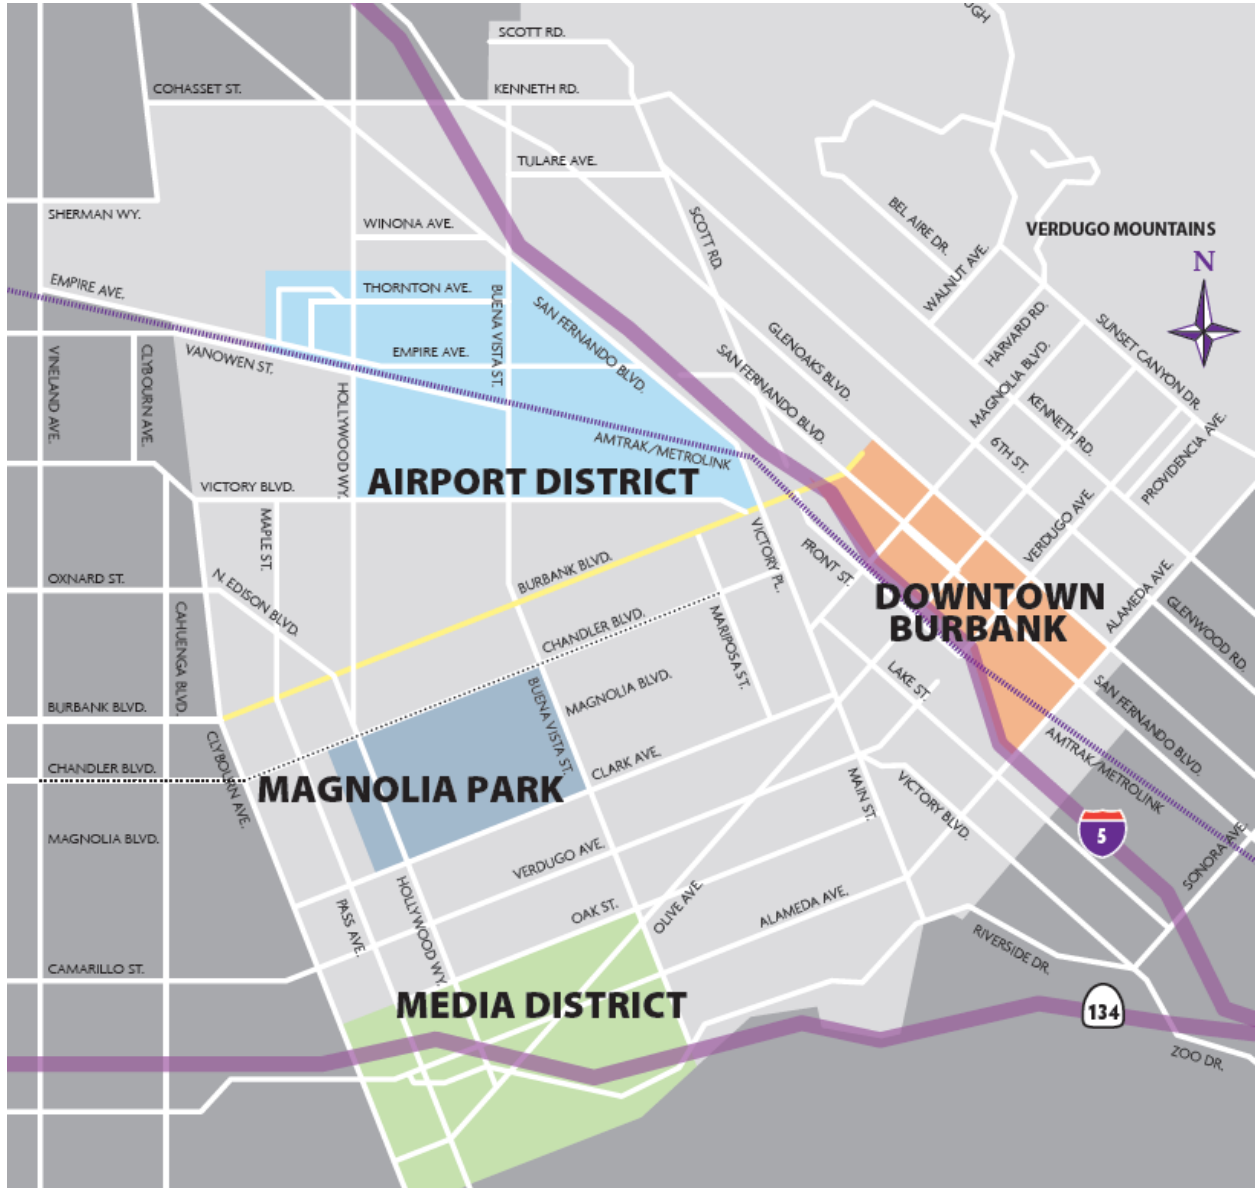 UGH
SCOTT RD.
COHASSET ST.
KENNETH RD.
TULARE AVE.
SHERMAN WY.
WINONA AVE.
SCOTT RD.
BEL AIRE DR.
VERDUGO MOUNTAINS
N
EMPIRE AVE.
THORNTON AVE.
BUENA VISTA ST.
SAN FERNANDO BLVD.
WALNUT AVE.
HARVARD RD.
SUNSET CANYON DR.
VINELAND AVE.
CLYBOURN AVE.
VANOWEN ST.
EMPIRE AVE.
GLENOAKS BLVD.
SAN FERNANDO BLVD.
MAGNOLIA BLVD.
KENNETH RD.
HOLLYWOOD WY.
AMTRAK/METROLINK
6TH ST.
PROVIDENCIA AVE.
VICTORY BLVD.
AIRPORT DISTRICT
MAPLE ST.
VICTORY PL.
FRONT ST.
VERDUGO AVE.
OXNARD ST.
N. EDISON BLVD.
BURBANK BLVD.
DOWNTOWN
BURBANK
ALAMEDA AVE.
GLENWOOD RD.
CAHUENGA BLVD.
CHANDLER BLVD.
MARIPOSA ST.
LAKE ST.
BURBANK BLVD.
BUENA VISTA ST.
MAGNOLIA BLVD.
SAN FERNANDO BLVD.
CHANDLER BLVD.
CLYBOURN AVE.
MAGNOLIA PARK
CLARK AVE.
MAIN ST.
VICTORY BLVD.
AMTRAK/METROLINK
MAGNOLIA BLVD.
VERDUGO AVE.
5
SONORA AVE.
PASS AVE.
HOLLYWOOD WY.
OAK ST.
OLIVE AVE.
ALAMEDA AVE.
RIVERSIDE DR.
CAMARILLO ST.
MEDIA DISTRICT
134
ZOO DR.